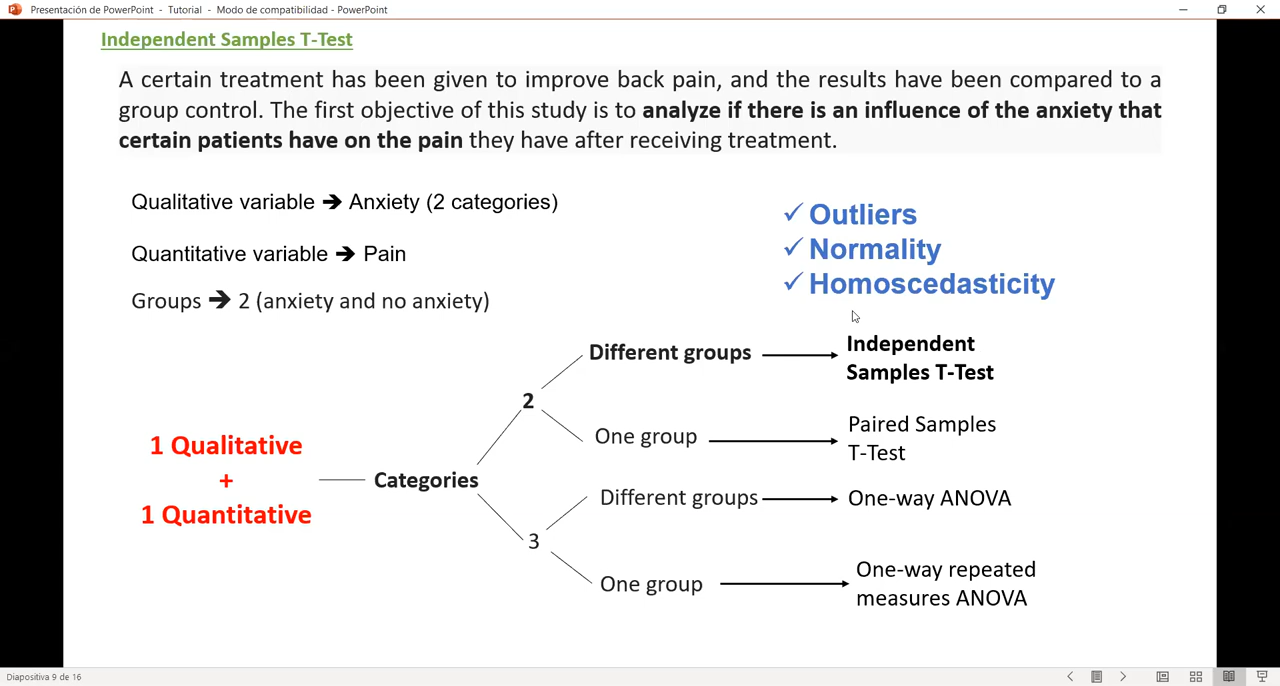 Presentación de PowerPoint - Tutorial - Modo de compatibilidad - PowerPoint
Independent Samples T-Test
A certain treatment has been given to improve back pain, and the results have been compared to a
group control. The first objective of this study is to analyze if there is an influence of the anxiety that
certain patients have on the pain they have after receiving treatment.
Qualitative variable → Anxiety (2 categories)
Quantitative variable → Pain
Groups → 2 (anxiety and no anxiety)
✓ Outliers
✓ Normality
✓ Homoscedasticity
1 Qualitative
+
1 Quantitative
Categories
2
Different groups
Independent
Samples T-Test
One group
Paired Samples
T-Test
3
Different groups
One-way ANOVA
One group
One-way repeated
measures ANOVA
Diapositiva 9 de 16